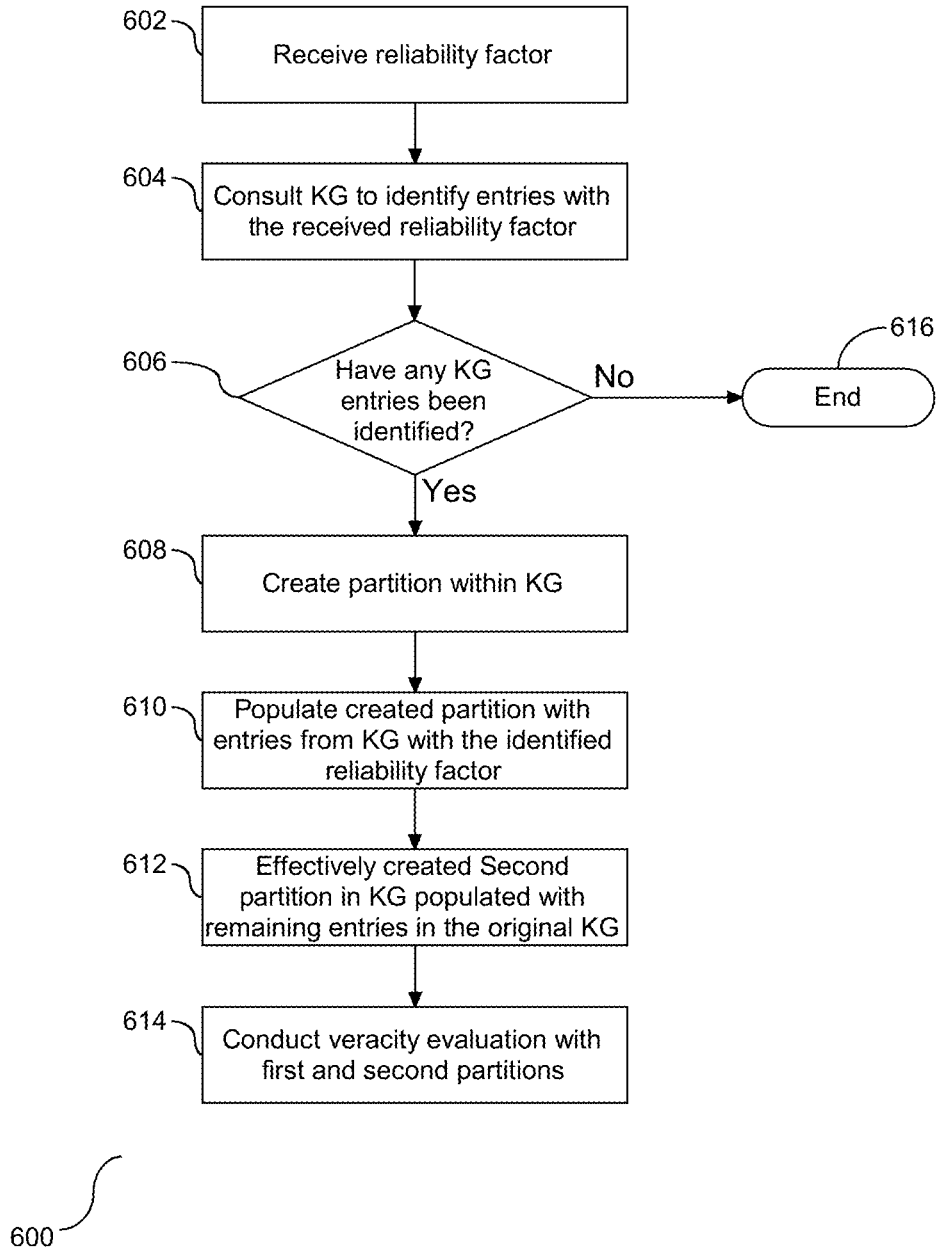 602
Receive reliability factor
604
Consult KG to identify entries with
the received reliability factor
606
Have any KG
entries been
identified?
No
616
End
Yes
608
Create partition within KG
610
Populate created partition with
entries from KG with the identified
reliability factor
612
Effectively created Second
partition in KG populated with
remaining entries in the original KG
614
Conduct veracity evaluation with
first and second partitions
600